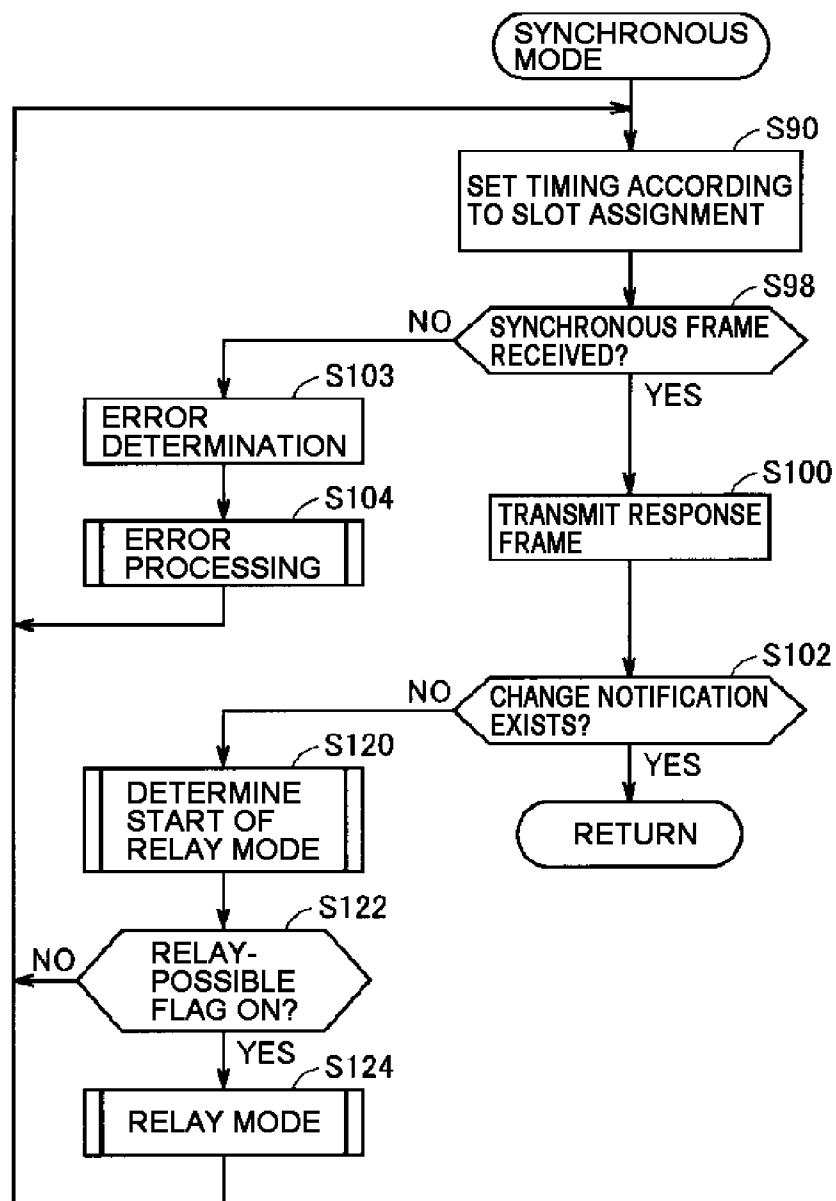 SYNCHRONOUS
MODE
S90
SET TIMING ACCORDING
TO SLOT ASSIGNMENT
S98
SYNCHRONOUS FRAME
RECEIVED?
NO
YES
S103
ERROR
DETERMINATION
S104
ERROR
PROCESSING
S100
TRANSMIT RESPONSE
FRAME
S102
CHANGE NOTIFICATION
EXISTS?
NO
YES
RETURN
S120
DETERMINE
START OF
RELAY MODE
S122
RELAY-
POSSIBLE
FLAG ON?
NO
YES
S124
RELAY MODE